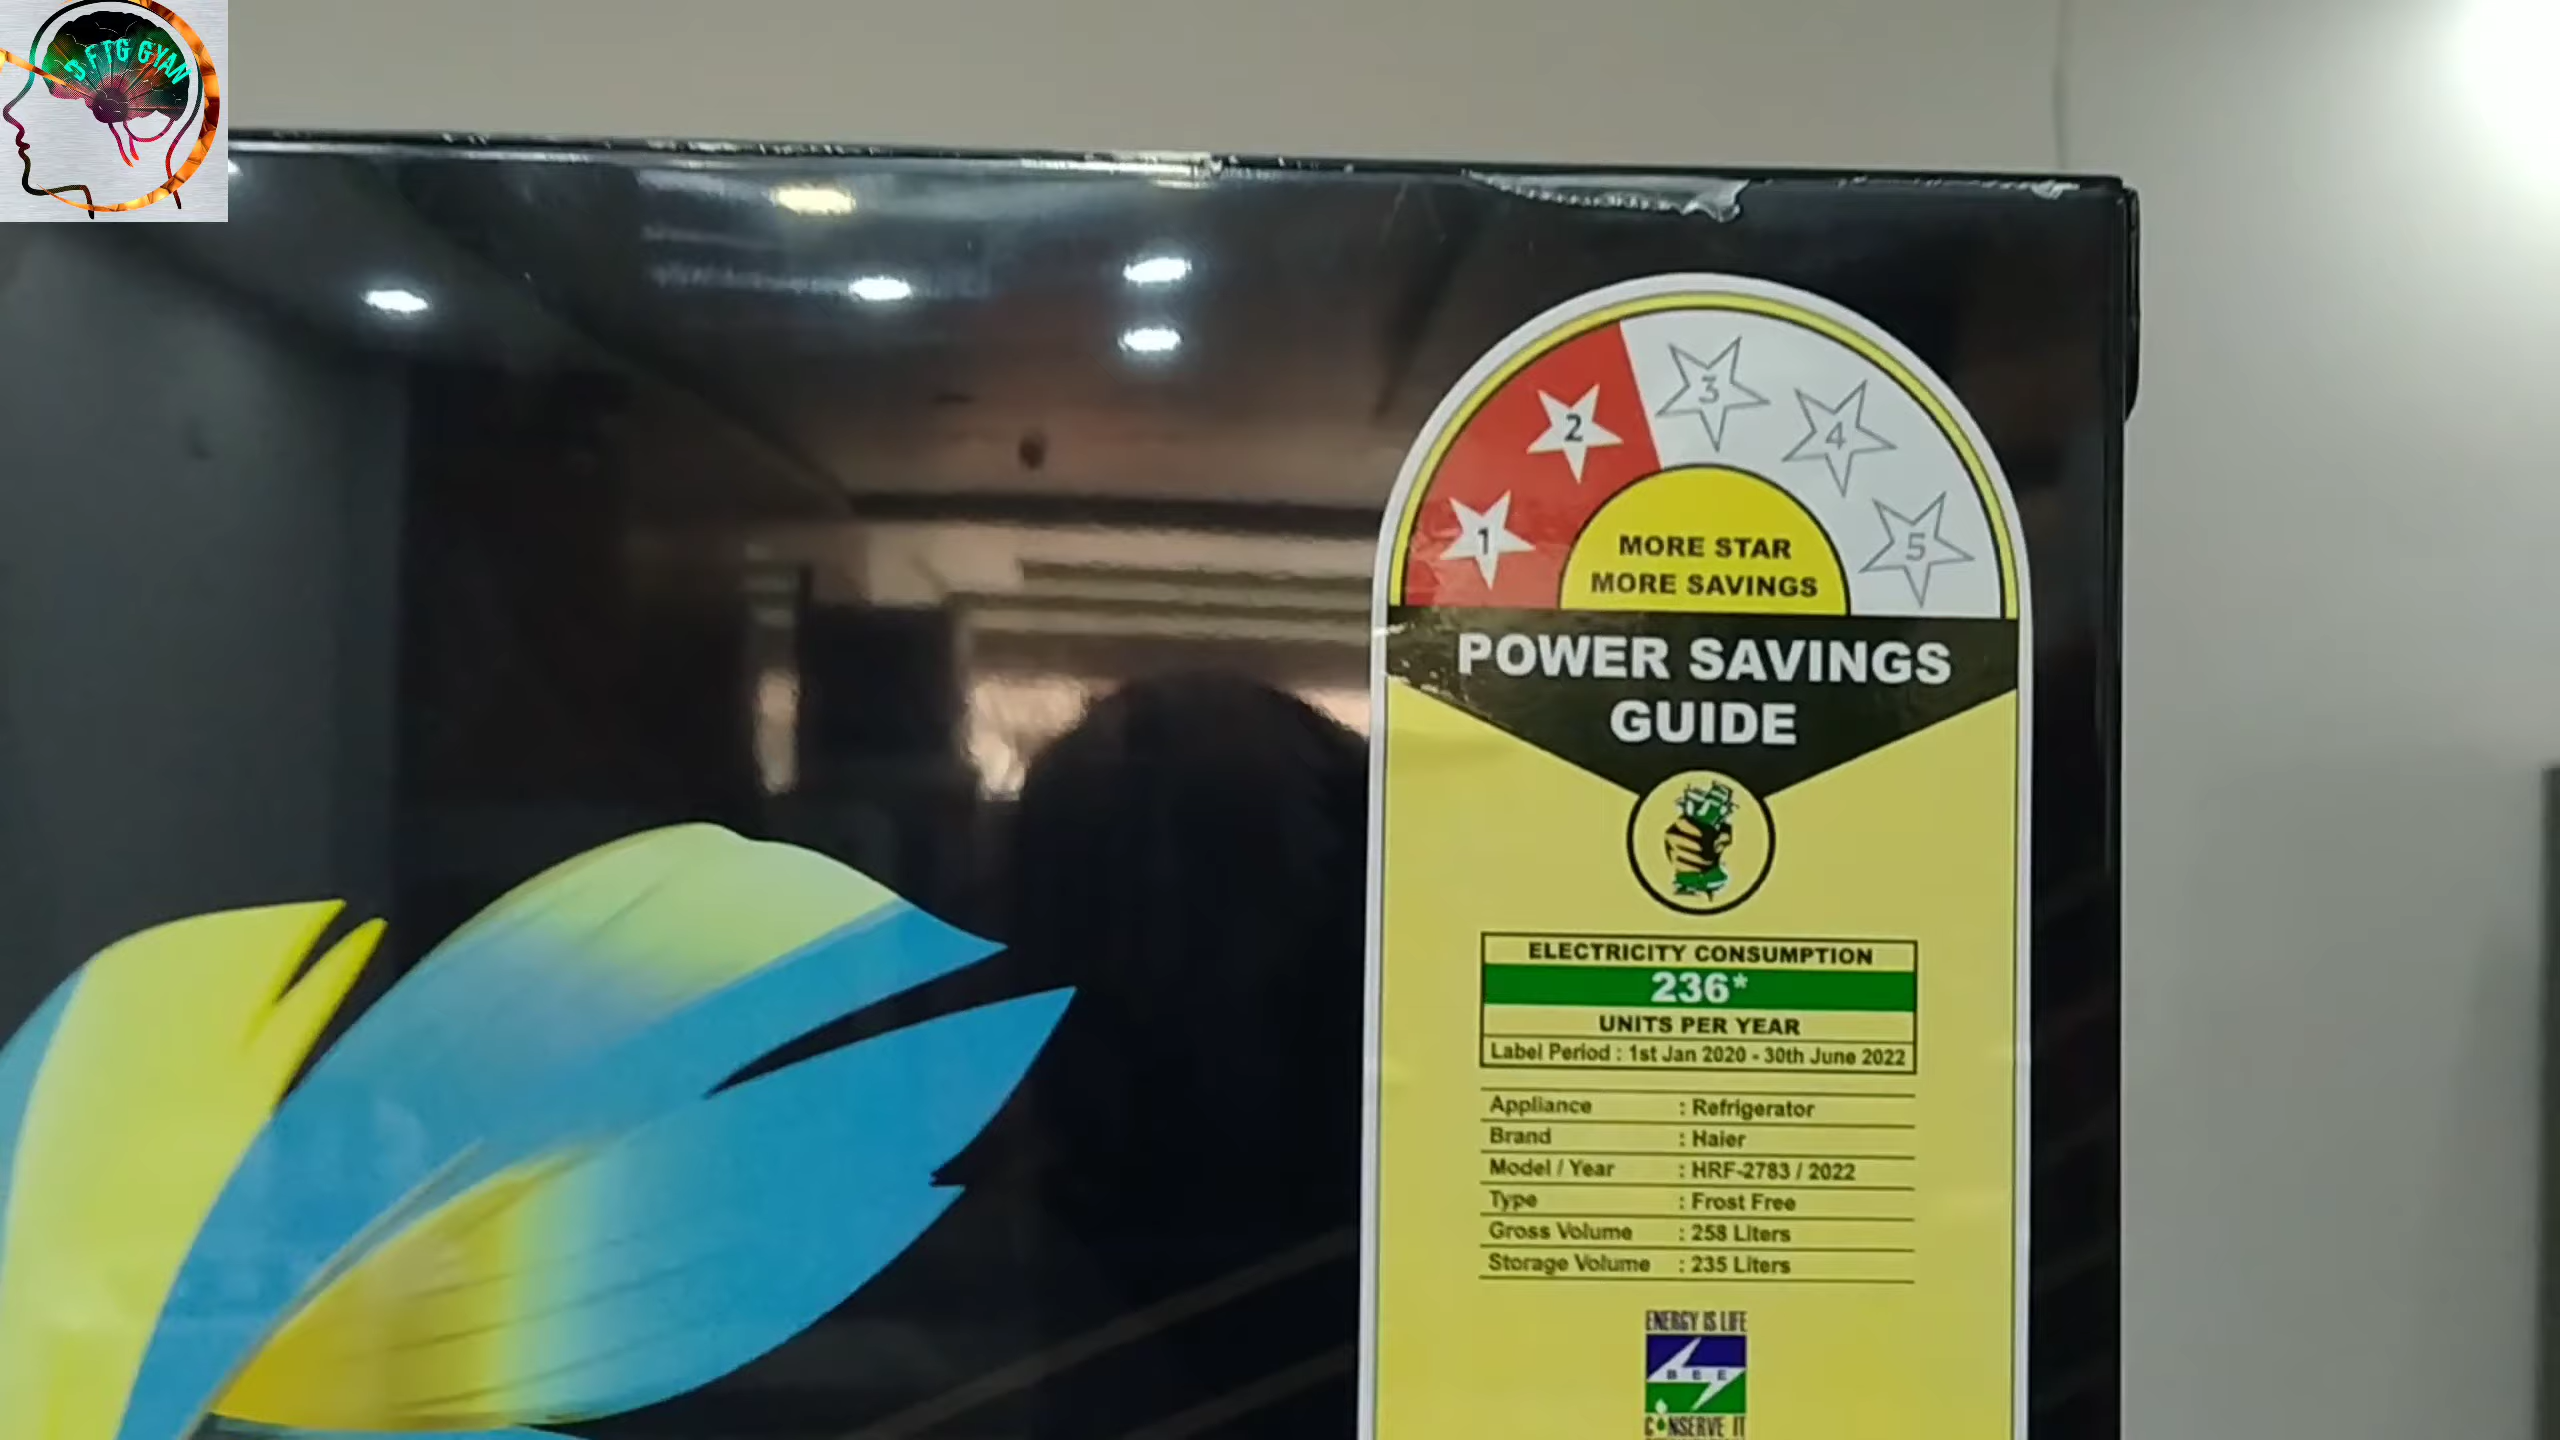 3 FTG GYAN
1
2
3
4
5
MORE STAR
MORE SAVINGS
POWER SAVINGS
GUIDE
ELECTRICITY CONSUMPTION
236*
UNITS PER YEAR
Label Period : 1st Jan 2020 - 30th June 2022
Appliance : Refrigerator
Brand : Haier
Model / Year : HRF-2783 / 2022
Type : Frost Free
Gross Volume : 258 Liters
Storage Volume : 235 Liters
ENERGY IS LIFE
BEE
CONSERVE IT